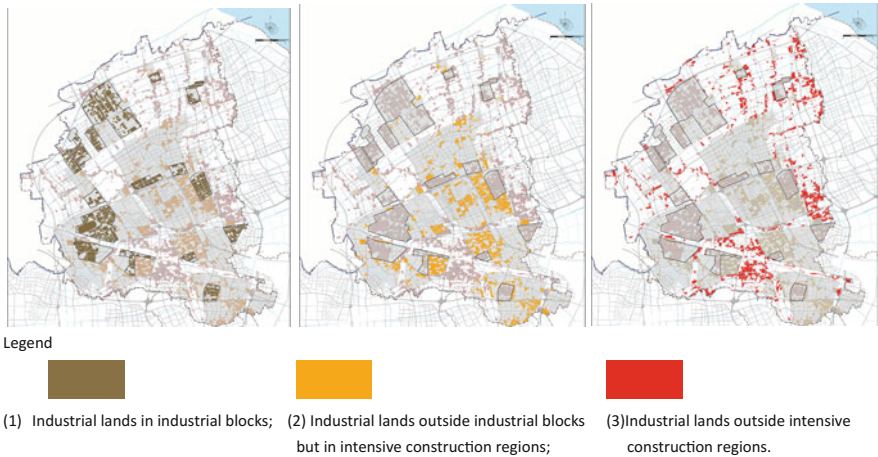 Legend
(1) Industrial lands in industrial blocks; (2) Industrial lands outside industrial blocks (3)Industrial lands outside intensive
but in intensive construction regions; construction regions.